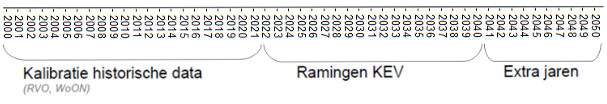 2000 2001 2002 2003 2004 2005 2006 2007 2008 2009 2010 2011 2012 2013 2014 2015 2016 2017 2018 2019 2020 2021 2022 2023 2024 2025 2026 2027 2028 2029 2030 2031 2032 2033 2034 2035 2036 2037 2038 2039 2040 2041 2042 2043 2044 2045 2046 2047 2048 2049 2050
Kalibratie historische data Ramingen KEV Extra jaren
(RVO, WoON)